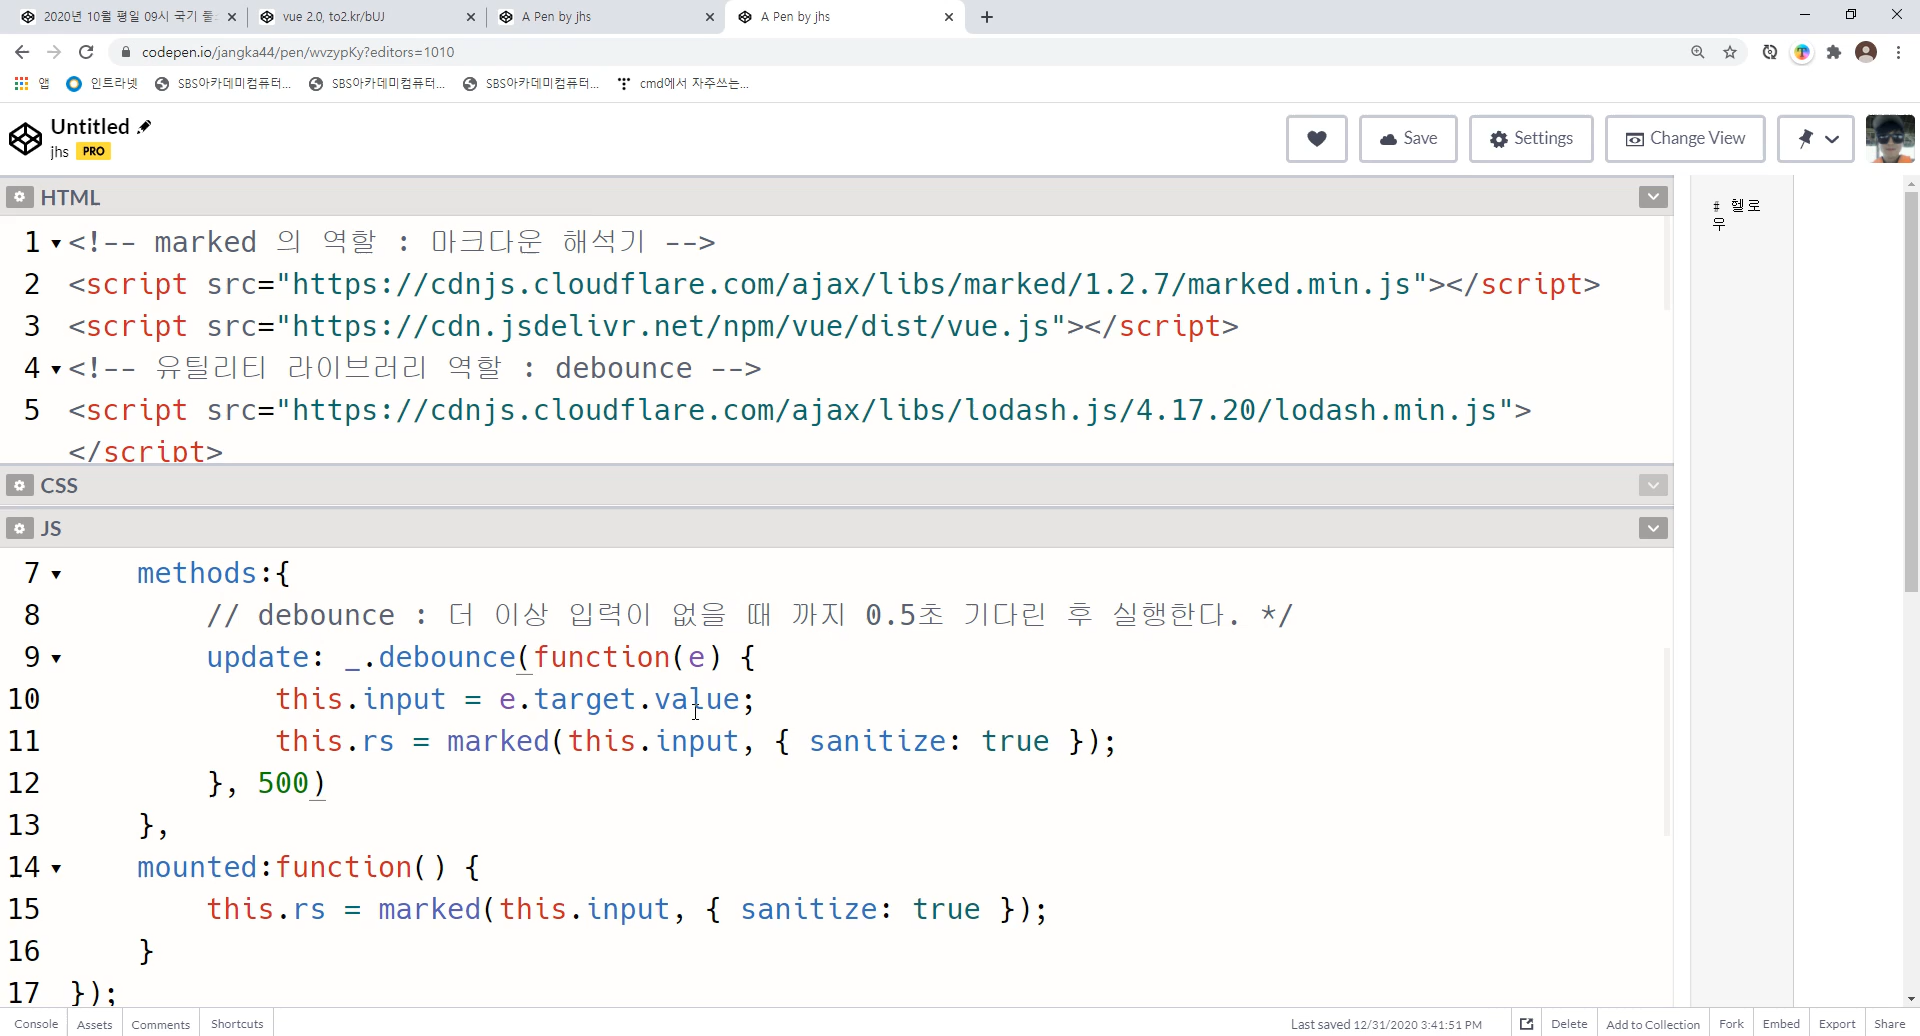 2020년 10월 평일 09시 국기 풀
vue 2.0, to2.kr/bUJ
A Pen by jhs
A Pen by jhs
codepen.io/jangka44/pen/wvzypKy?editors=1010
앱
인트라넷
SBS아카데미컴퓨터...
SBS아카데미컴퓨터...
SBS아카데미컴퓨터...
cmd에서 자주쓰는...
Untitled
jhs PRO
Save
Settings
Change View
HTML
1 <!-- marked 의 역할 : 마크다운 해석기 -->
2 <script src="https://cdnjs.cloudflare.com/ajax/libs/marked/1.2.7/marked.min.js"></script>
3 <script src="https://cdn.jsdelivr.net/npm/vue/dist/vue.js"></script>
4 <!-- 유틸리티 라이브러리 역할 : debounce -->
5 <script src="https://cdnjs.cloudflare.com/ajax/libs/lodash.js/4.17.20/lodash.min.js">
</script>
CSS
JS
7 methods:{
8 // debounce : 더 이상 입력이 없을 때 까지 0.5초 기다린 후 실행한다. */
9 update: _.debounce(function(e) {
10 this.input = e.target.value;
11 this.rs = marked(this.input, { sanitize: true });
12 }, 500)
13 },
14 mounted:function() {
15 this.rs = marked(this.input, { sanitize: true });
16 }
17 });
# 헬로
우
Console
Assets
Comments
Shortcuts
Last saved 12/31/2020 3:41:51 PM
Delete
Add to Collection
Fork
Embed
Export
Share